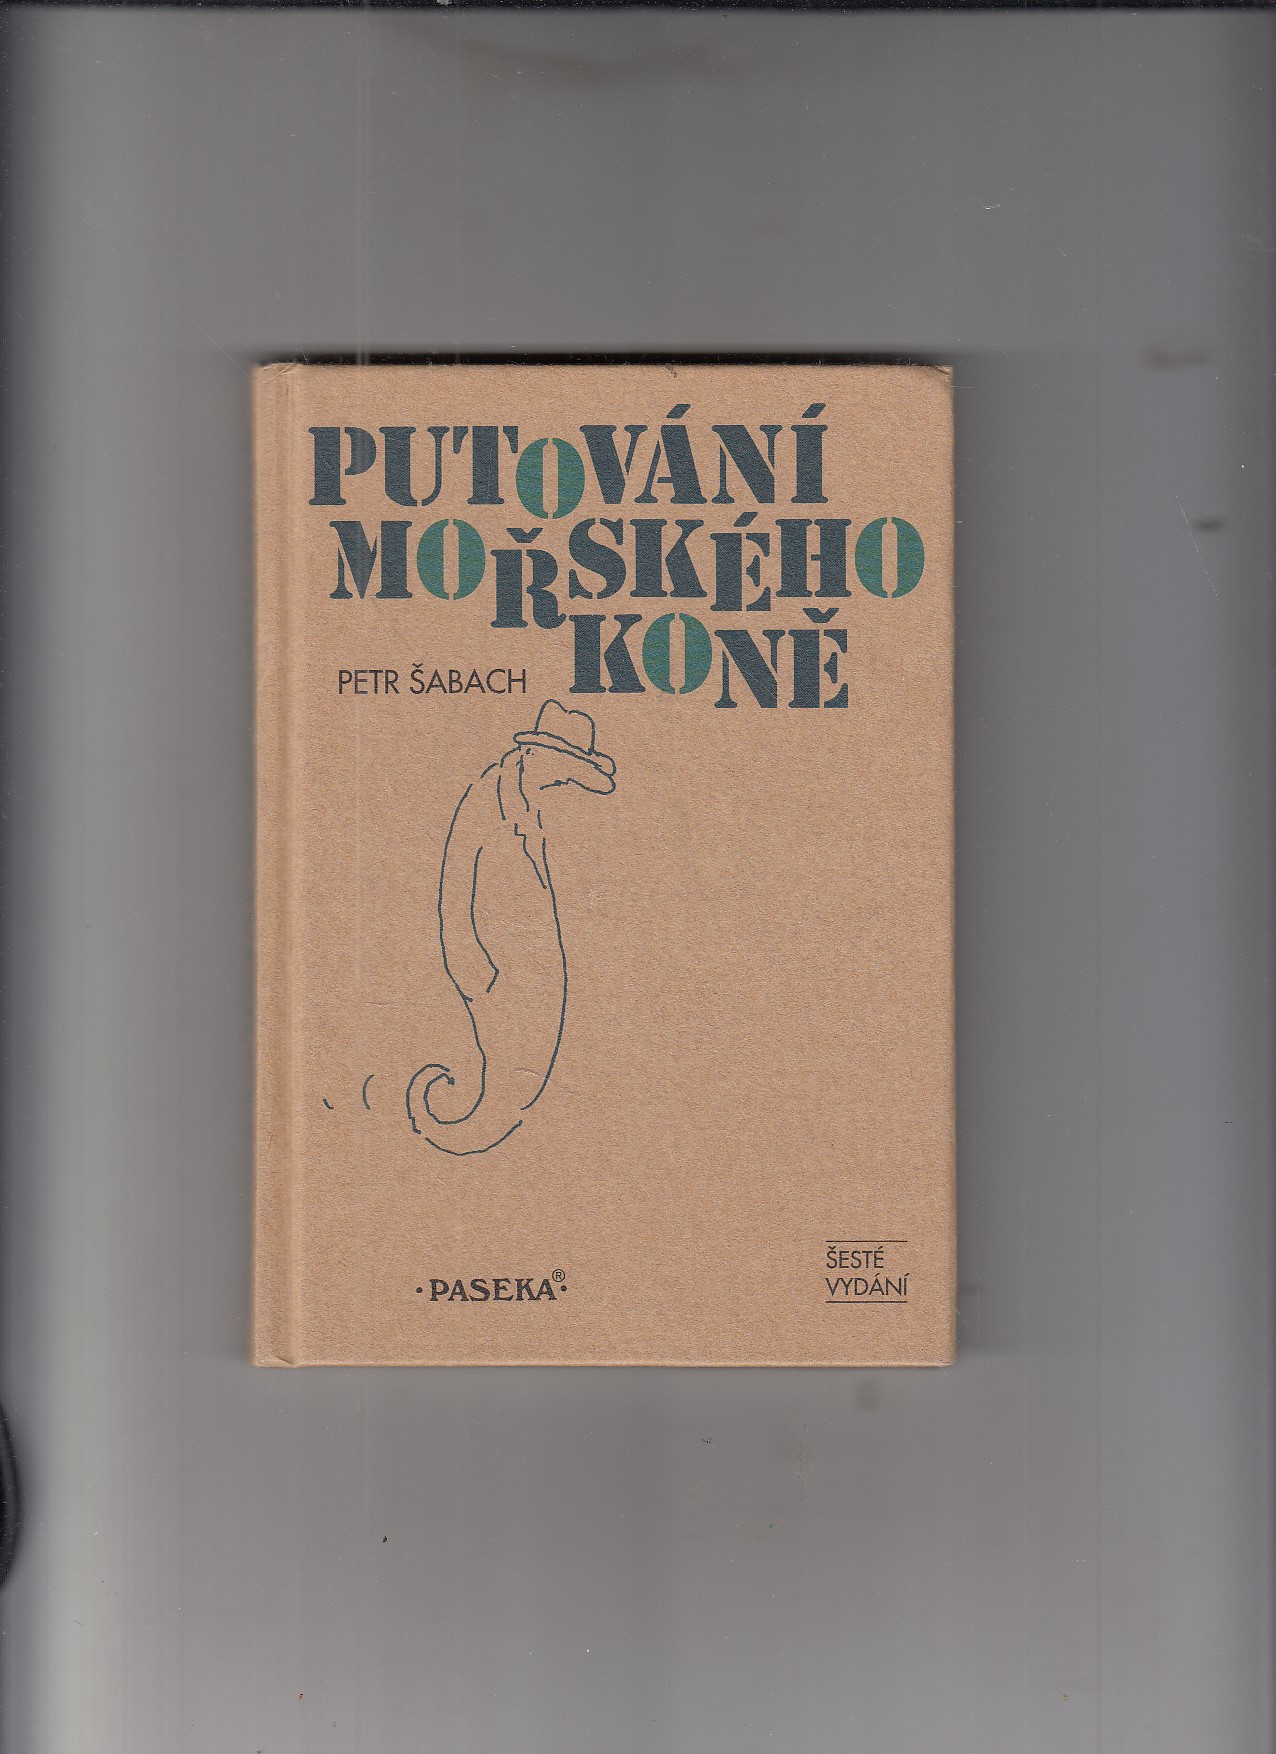 PUTOVÁNÍ
MOŘSKÉHO
KONĚ
PETR ŠABACH
·PASEKA®·
ŠESTÉ
VYDÁNÍ